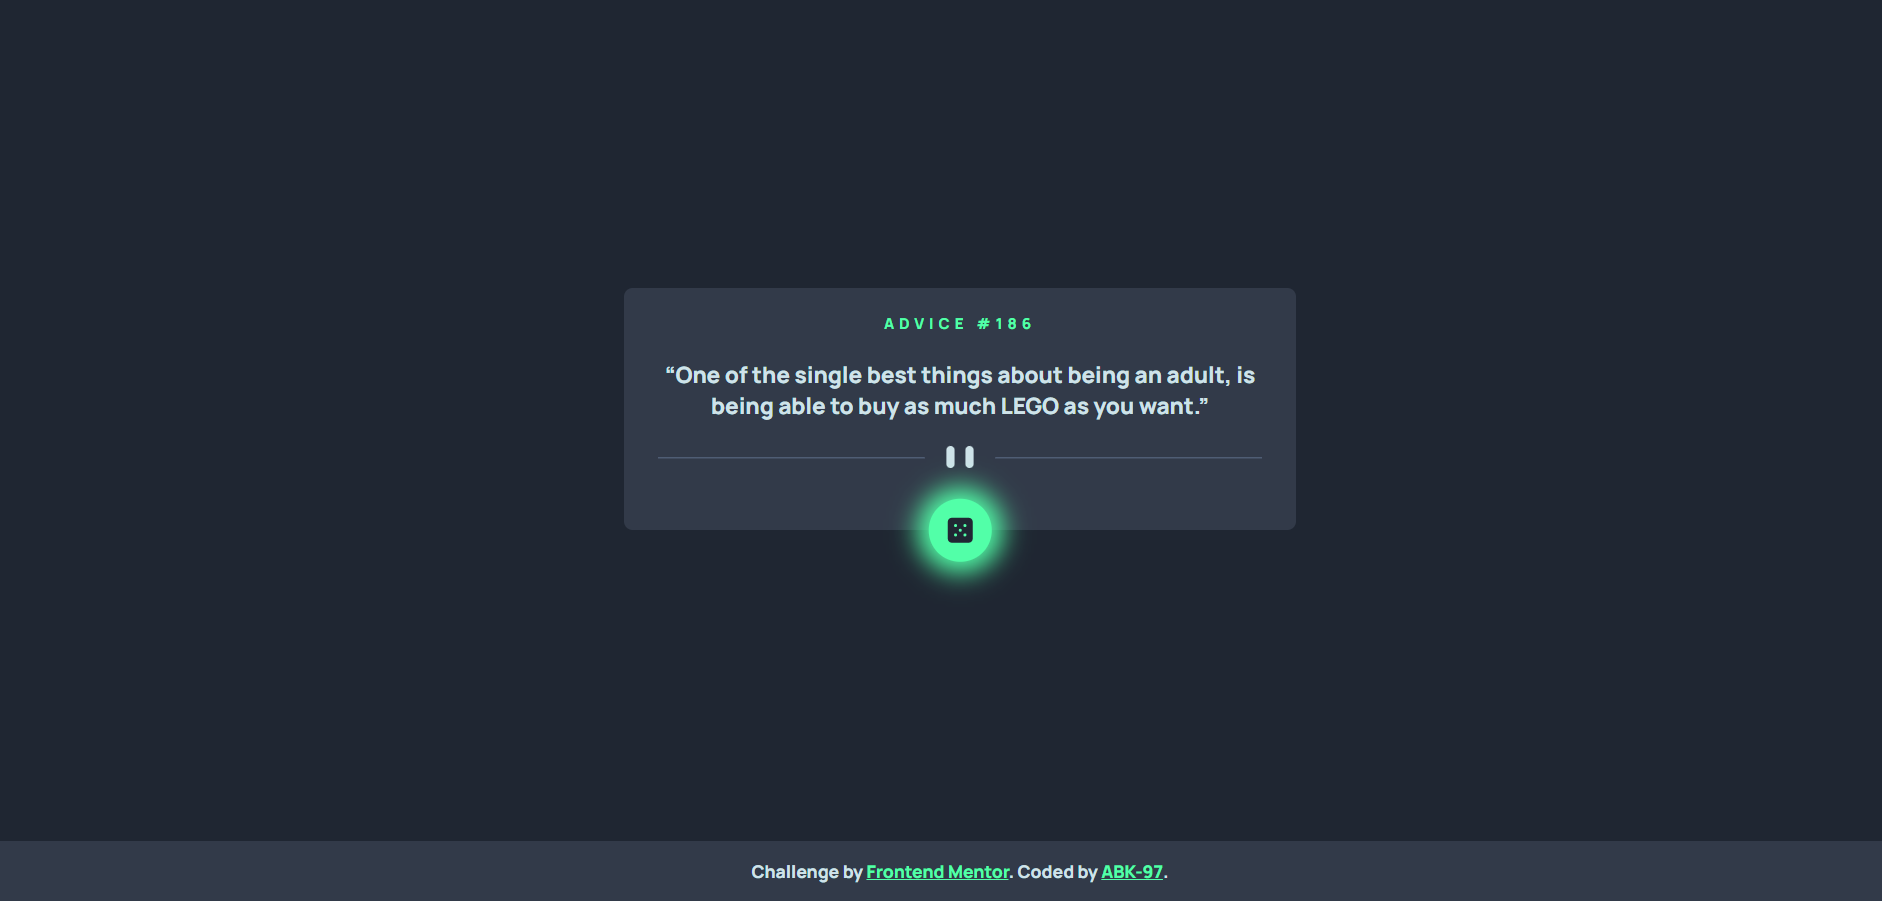 ADVICE #186
“One of the single best things about being an adult, is
being able to buy as much LEGO as you want.”
Challenge by Frontend Mentor. Coded by ABK-97.